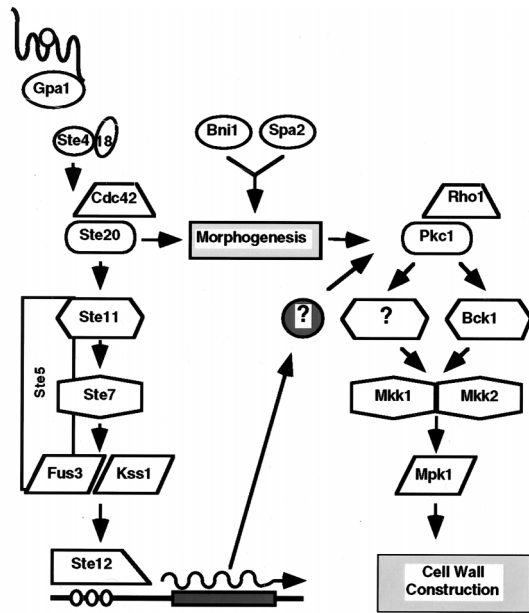 Gpa1
Ste4 18
Bni1 Spa2
Cdc42
Rho1
Ste20
Morphogenesis
Pkc1
Ste11
?
?
Bck1
Ste5
Ste7
Mkk1 Mkk2
Fus3 Kss1
Mpk1
Ste12
Cell Wall
Construction